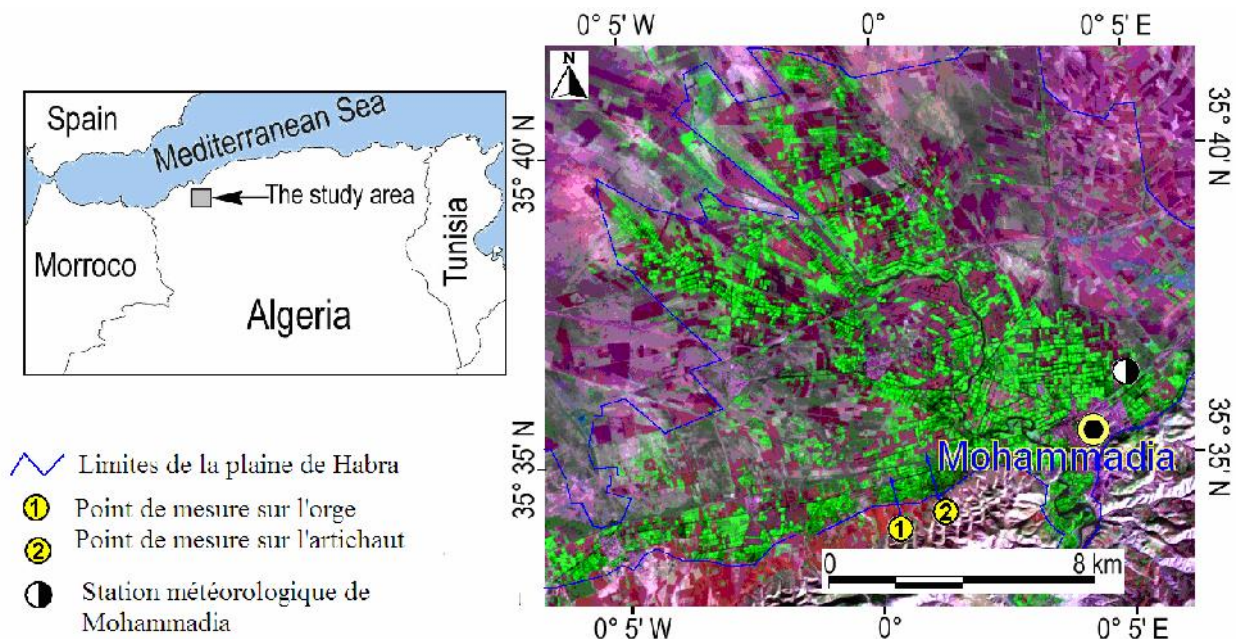 0° 5' W
0°
0° 5' E
N
Spain
Mediterranean Sea
The study area
Morroco
Algeria
Tunisia
35° 40' N
35° 40' N
35° 35' N
35° 35' N
Mohammadia
1
2
0
8 km
0° 5' W
0°
0° 5' E
Limites de la plaine de Habra
1 Point de mesure sur l'orge
2 Point de mesure sur l'artichaut
Station météorologique de
Mohammadia